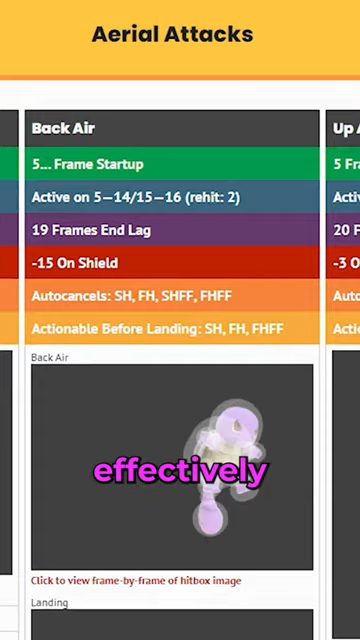 Aerial Attacks
Back Air
Up A
5... Frame Startup
5 Fra
Active on 5—14/15—16 (rehit: 2)
Activ
19 Frames End Lag
20 F
-15 On Shield
-3 O
Autocancels: SH, FH, SHFF, FHFF
Auto
Actionable Before Landing: SH, FH, FHFF
Actio
Back Air
effectively
Click to view frame-by-frame of hitbox image
Landing